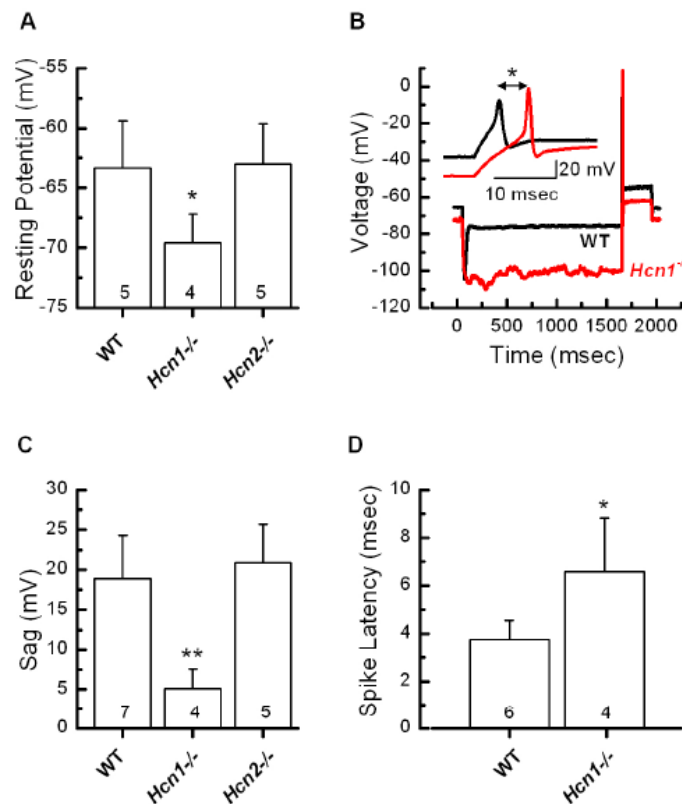 A
Resting Potential (mV)
-55
-60
-65
-70
-75
*
5
4
5
WT
Hcn1-/-
Hcn2-/-
B
Voltage (mV)
0
-20
-40
-60
-80
-100
-120
*
20 mV
10 msec
WT
Hcn1-
0 500 1000 1500 2000
Time (msec)
C
Sag (mV)
30
25
20
15
10
5
0
**
7
4
5
WT
Hcn1-/-
Hcn2-/-
D
Spike Latency (msec)
10
8
6
4
2
0
*
6
4
WT
Hcn1-/-